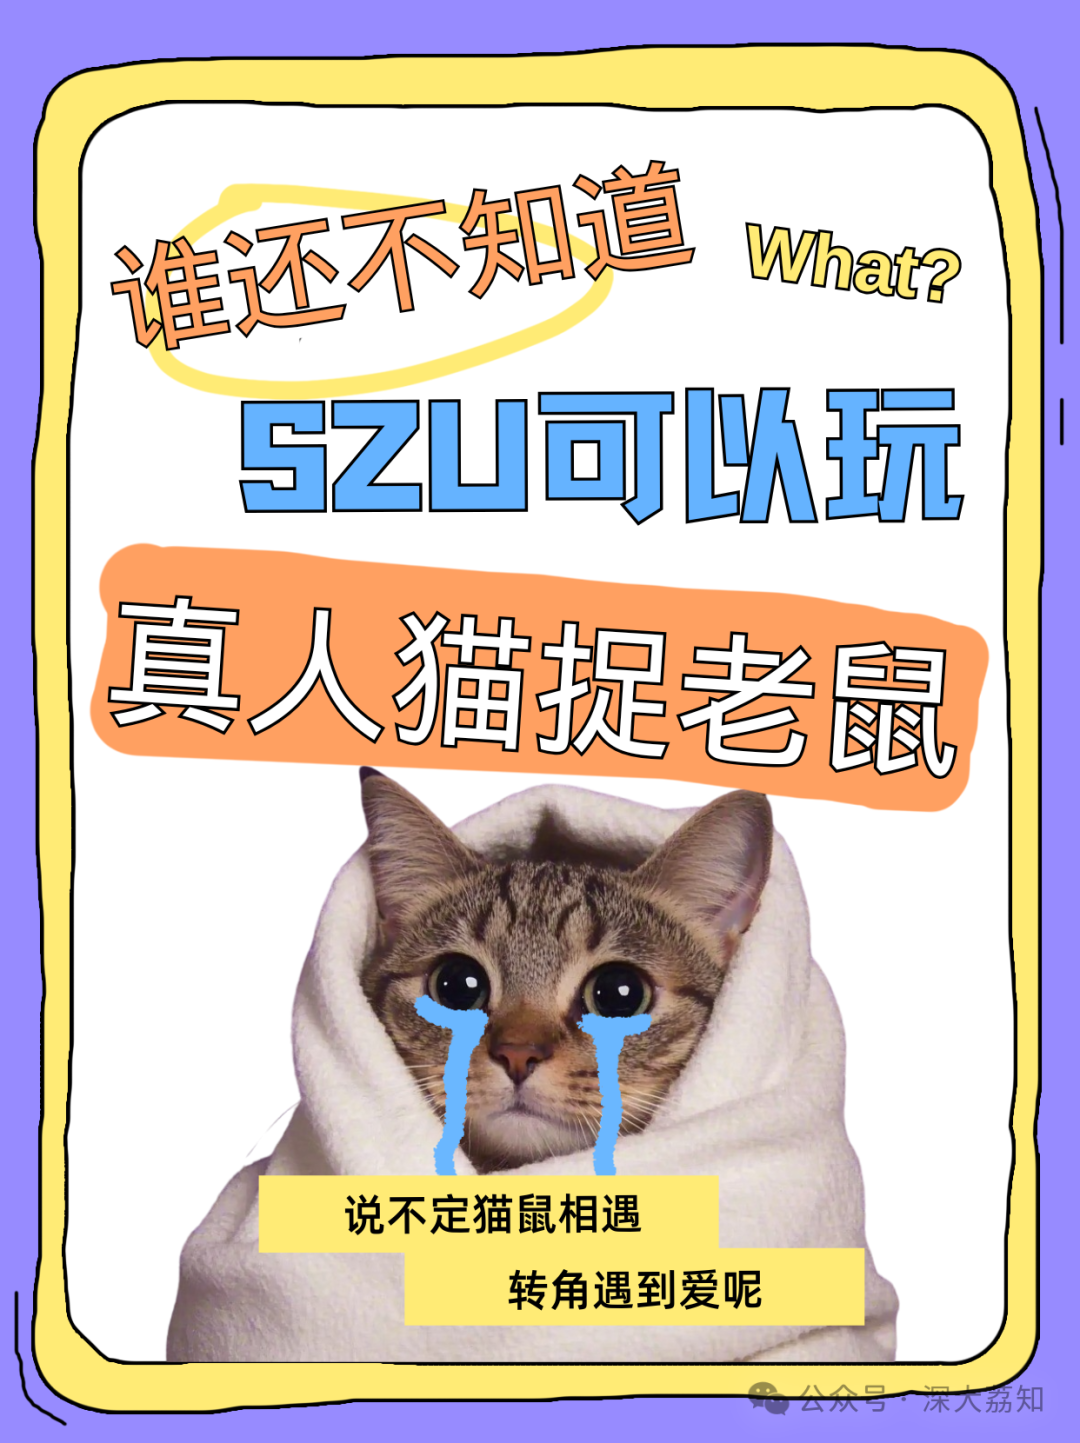 谁还不知道
What?
SZU可以玩
真人猫捉老鼠
说不定猫鼠相遇
转角遇到爱呢
公众号·深大荔知